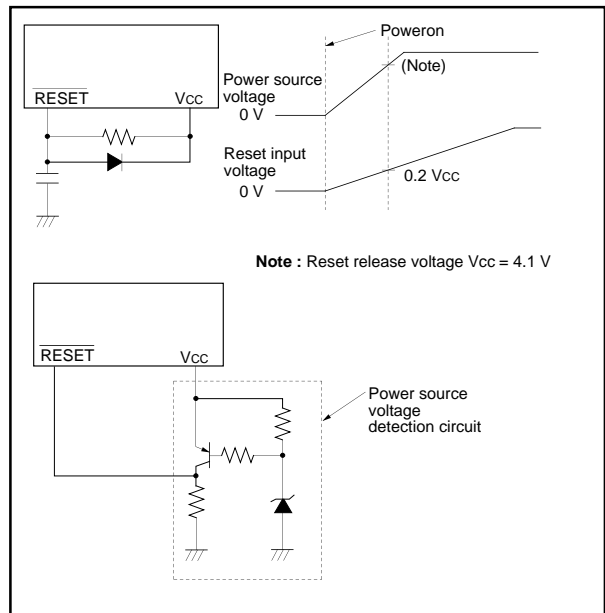 Poweron
(Note)
RESET
VCC
Power source
voltage
0 V
Reset input
voltage
0 V
0.2 VCC
Note : Reset release voltage Vcc = 4.1 V
RESET
VCC
Power source
voltage
detection circuit